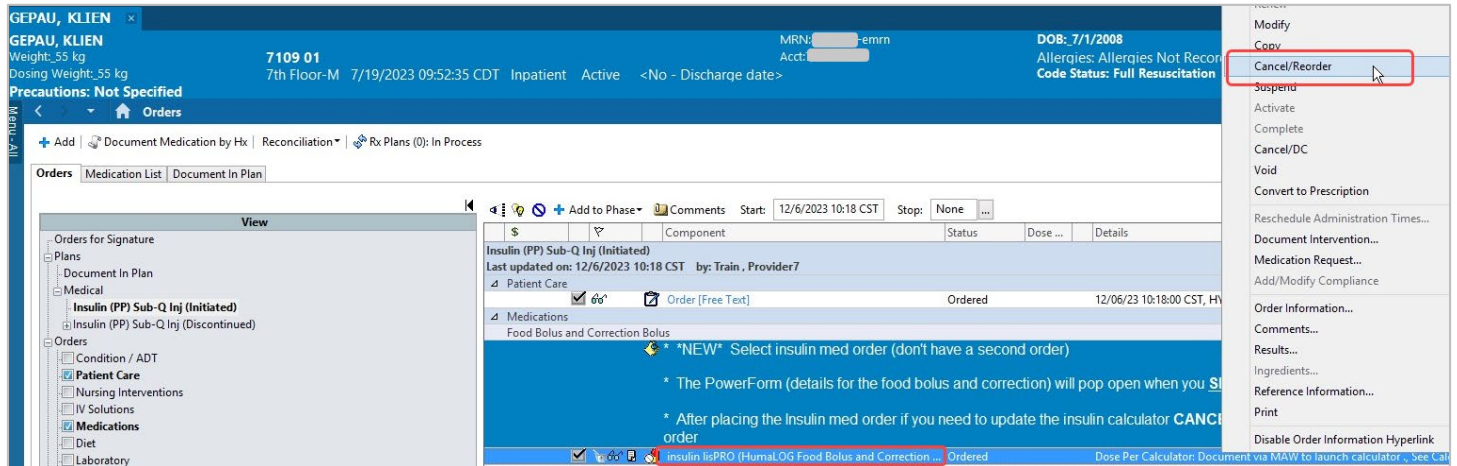 GEPAU, KLIEN ×
GEPAU, KLIEN
Weight:_55 kg
Dosing Weight:_55 kg
Precautions: Not Specified
7109 01
7th Floor-M 7/19/2023 09:52:35 CDT Inpatient Active <No - Discharge date>
MRN: -emrn
Acct:
DOB:_7/1/2008
Allergies: Allergies Not Recon
Code Status: Full Resuscitation
Menu - All
Orders
Add Document Medication by Hx Reconciliation Rx Plans (0): In Process
Orders Medication List Document In Plan
View
Orders for Signature
Plans
Document In Plan
Medical
Insulin (PP) Sub-Q Inj (Initiated)
Insulin (PP) Sub-Q Inj (Discontinued)
Orders
Condition / ADT
Patient Care
Nursing Interventions
IV Solutions
Medications
Diet
Laboratory
Add to Phase Comments Start: 12/6/2023 10:18 CST Stop: None ...
$ Component Status Dose ... Details
Insulin (PP) Sub-Q Inj (Initiated)
Last updated on: 12/6/2023 10:18 CST by: Train , Provider7
Patient Care
Order [Free Text] Ordered 12/06/23 10:18:00 CST,
Medications
Food Bolus and Correction Bolus
* *NEW* Select insulin med order (don't have a second order)
* The PowerForm (details for the food bolus and correction) will pop open when you
* After placing the Insulin med order if you need to update the insulin calculator CANCE
order
insulin lisPRO (HumaLOG Food Bolus and Correction ... Ordered Dose Per Calculator: Document via MAW to launch calculator ., See Cal
Renew
Modify
Copy
Cancel/Reorder
Suspend
Activate
Complete
Cancel/DC
Void
Convert to Prescription
Reschedule Administration Times...
Document Intervention...
Medication Request...
Add/Modify Compliance
Order Information...
Comments...
Results...
Ingredients...
Reference Information...
Print
Disable Order Information Hyperlink